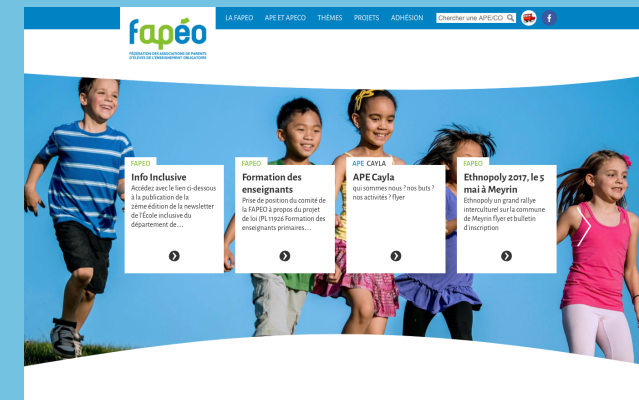 LA FAPEO APE ET APECO THÈMES PROJETS ADHÉSION Chercher une APE/CO
fapéo
FÉDÉRATION DES ASSOCIATIONS DE PARENTS
D'ÉLÈVES DE L'ENSEIGNEMENT OBLIGATOIRE
FAPEO
Info Inclusive
Accédez avec le lien ci-dessous
à la publication de la
2ème édition de la newsletter
de l'École inclusive du
département de…
FAPEO
Formation des
enseignants
Prise de position du comité de
la FAPEO à propos du projet
de loi (PL 11926 Formation des
enseignants primaires…
APE CAYLA
APE Cayla
qui sommes nous ? nos buts ?
nos activités ? flyer
FAPEO
Ethnopoly 2017, le 5
mai à Meyrin
Ethnopoly un grand rallye
interculturel sur la commune
de Meyrin flyer et bulletin
d'inscription